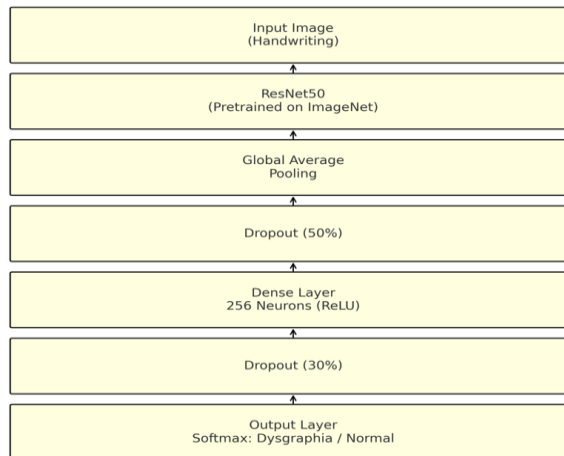 Input Image
(Handwriting)
ResNet50
(Pretrained on ImageNet)
Global Average
Pooling
Dropout (50%)
Dense Layer
256 Neurons (ReLU)
Dropout (30%)
Output Layer
Softmax: Dysgraphia / Normal